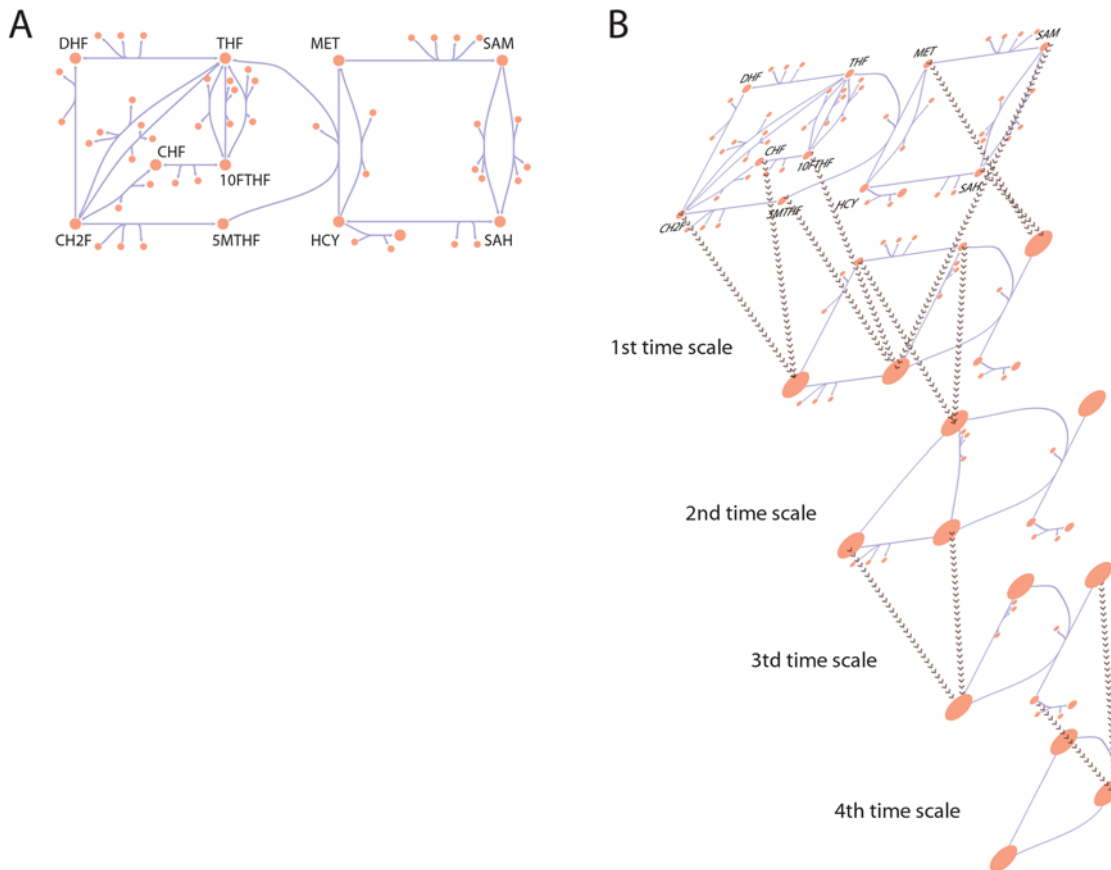 A
DHF
THF
MET
SAM
CHF
10FTHF
CH2F
5MTHF
HCY
SAH
B
SAM
MET
THF
DHF
CHF
10FTHF
SAH
HCY
5MTHF
CH2F
1st time scale
2nd time scale
3td time scale
4th time scale